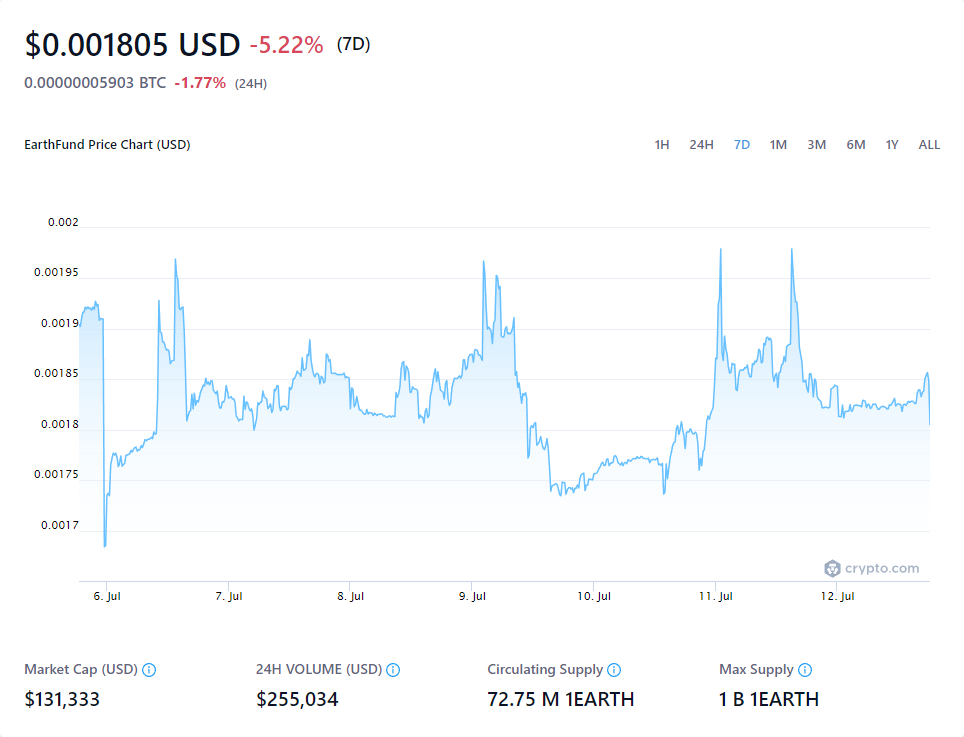 $0.001805 USD -5.22% (7D)
0.00000005903 BTC -1.77% (24H)
EarthFund Price Chart (USD) 1H 24H 7D 1M 3M 6M 1Y ALL
0.002
0.00195
0.0019
0.00185
0.0018
0.00175
0.0017
crypto.com
6. Jul 7. Jul 8. Jul 9. Jul 10. Jul 11. Jul 12. Jul
Market Cap (USD) 24H VOLUME (USD) Circulating Supply Max Supply
$131,333 $255,034 72.75 M 1EARTH 1 B 1EARTH